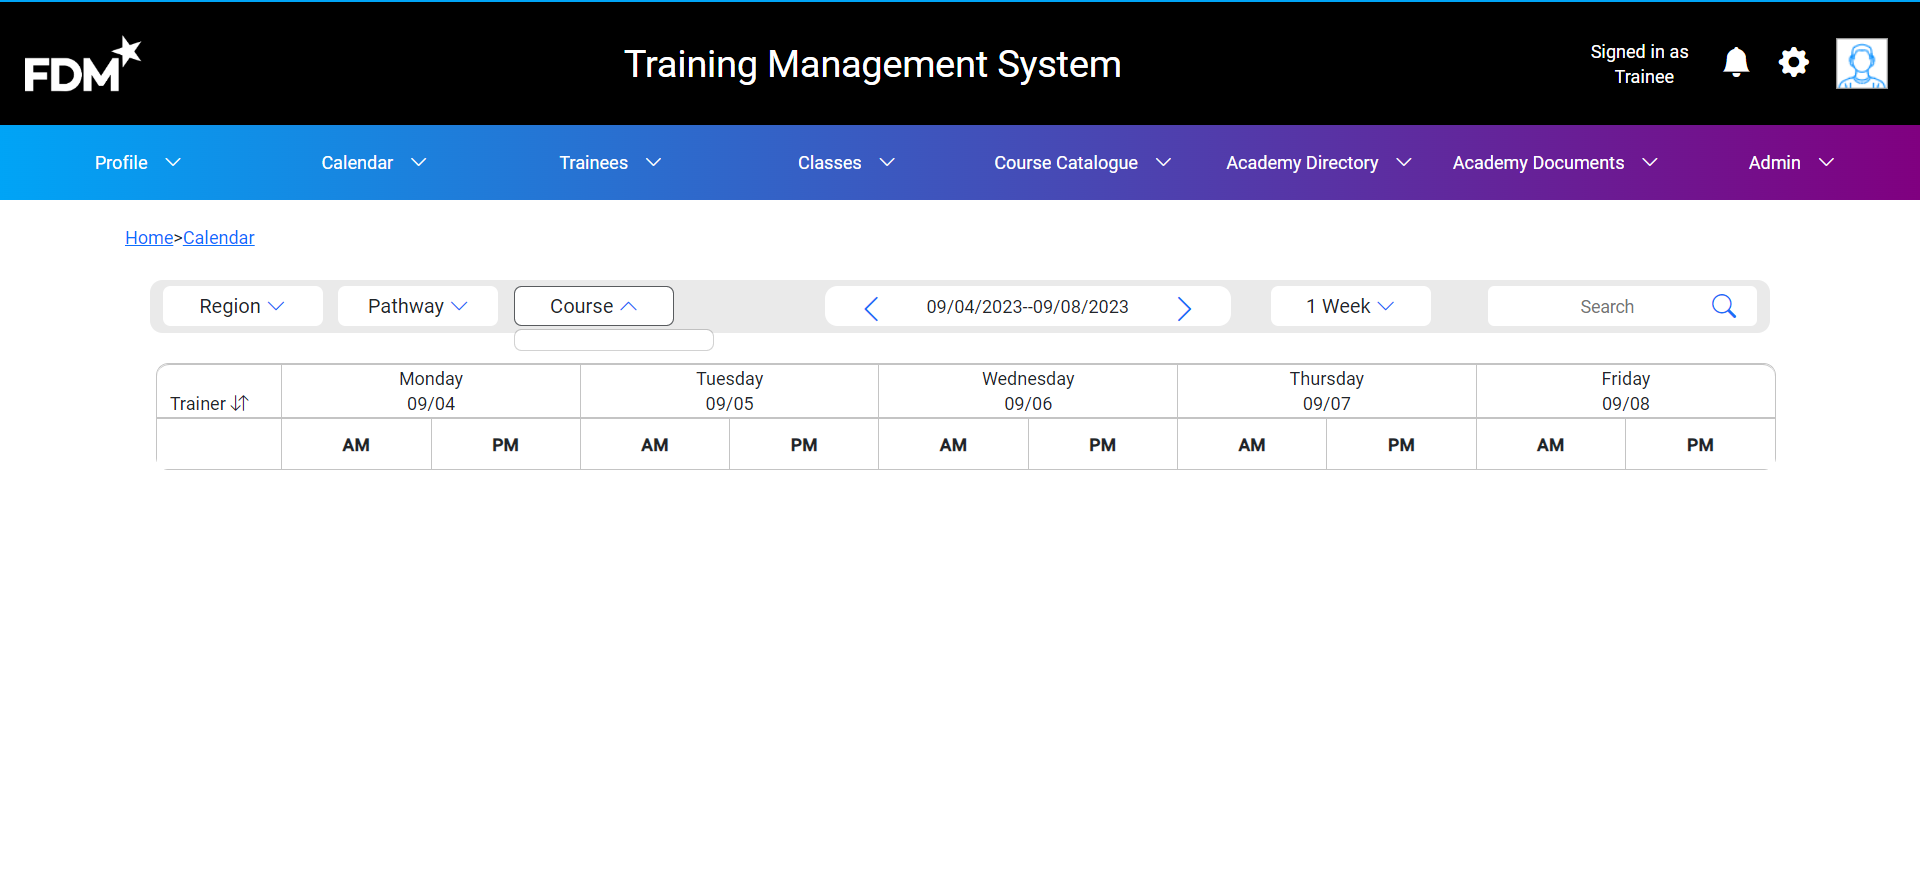 FDM
Training Management System
Signed in as
Trainee
Profile
Calendar
Trainees
Classes
Course Catalogue
Academy Directory
Academy Documents
Admin
Home>Calendar
Region
Pathway
Course
09/04/2023--09/08/2023
1 Week
Search
Trainer
Monday
09/04
Tuesday
09/05
Wednesday
09/06
Thursday
09/07
Friday
09/08
AM PM AM PM AM PM AM PM AM PM